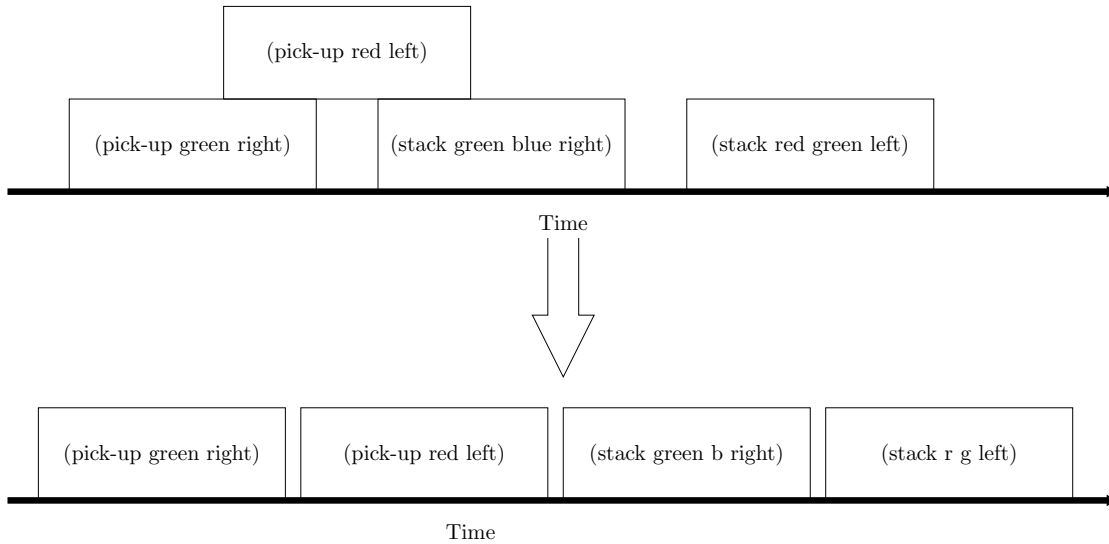 (pick-up red left)
(pick-up green right)
(stack green blue right)
(stack red green left)
Time
(pick-up green right)
(pick-up red left)
(stack green b right)
(stack r g left)
Time